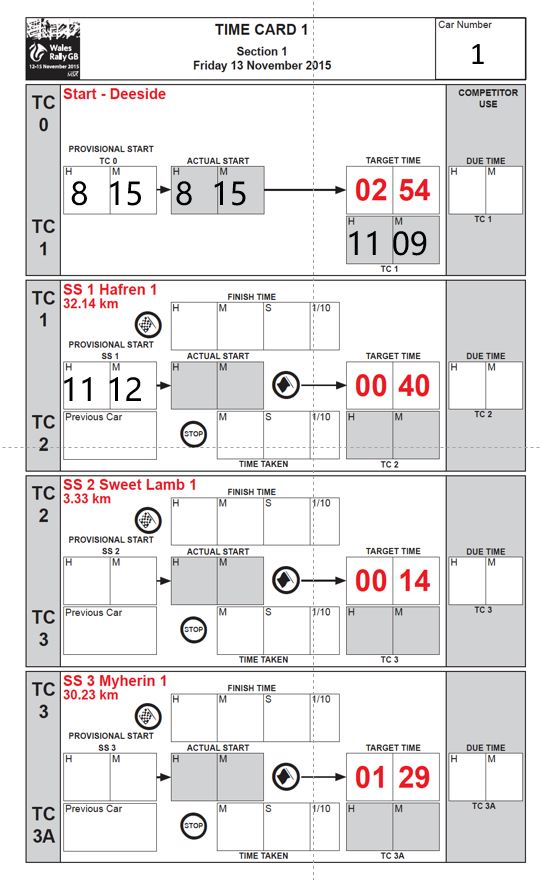 TIME CARD 1
Section 1
Friday 13 November 2015
Wales
Rally GB
12-15 November 2015
MSA
Car Number
1
TC
0
Start - Deeside
COMPETITOR
USE
PROVISIONAL START
TC 0
ACTUAL START
TARGET TIME
DUE TIME
H M H M H M
8 15 8 15 02 54
TC
1
H M
11 09
TC 1
TC 1
TC
1
SS 1 Hafren 1
32.14 km
FINISH TIME
H M S 1/10
PROVISIONAL START
SS 1
ACTUAL START
TARGET TIME
DUE TIME
H M H M H M
11 12 00 40
TC
2
Previous Car
STOP
M S 1/10
H M
TC 2
TIME TAKEN
TC 2
TC
2
SS 2 Sweet Lamb 1
3.33 km
FINISH TIME
H M S 1/10
PROVISIONAL START
SS 2
ACTUAL START
TARGET TIME
DUE TIME
H M H M H M
00 14
TC
3
Previous Car
STOP
M S 1/10
H M
TC 3
TIME TAKEN
TC 3
TC
3
SS 3 Myherin 1
30.23 km
FINISH TIME
H M S 1/10
PROVISIONAL START
SS 3
ACTUAL START
TARGET TIME
DUE TIME
H M H M H M
01 29
TC
3A
Previous Car
STOP
M S 1/10
H M
TC 3A
TIME TAKEN
TC 3A